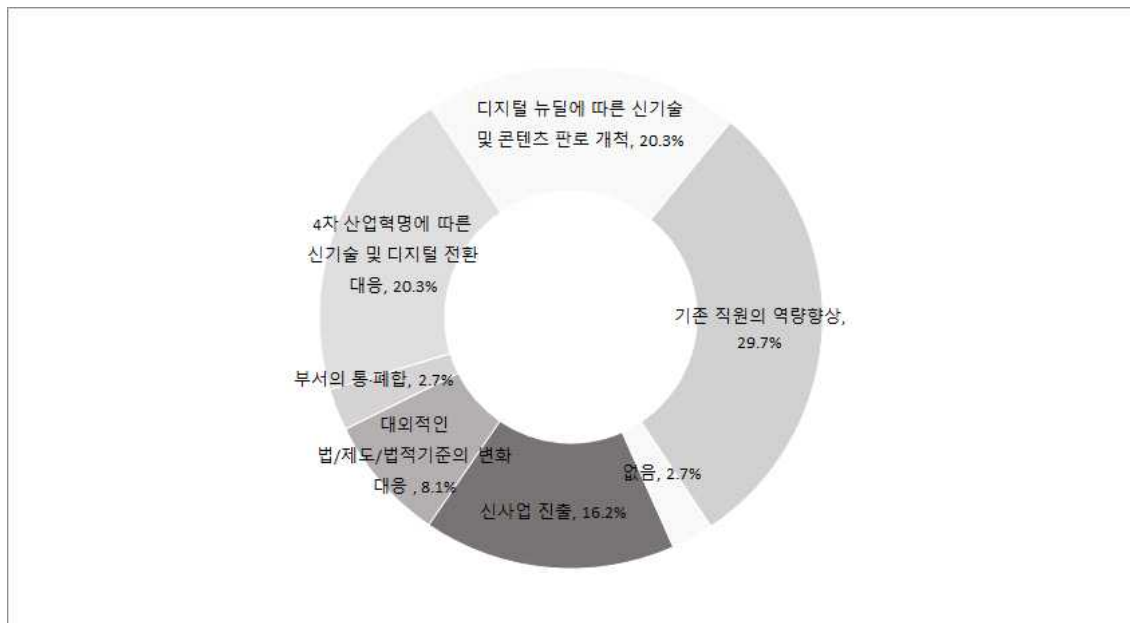 디지털 뉴딜에 따른 신기술
및 콘텐츠 판로 개척, 20.3%
4차 산업혁명에 따른
신기술 및 디지털 전환
대응, 20.3%
기존 직원의 역량향상,
29.7%
부서의 통·폐합, 2.7%
대외적인
법/제도/법적기준의 변화
대응 , 8.1%
없음, 2.7%
신사업 진출, 16.2%